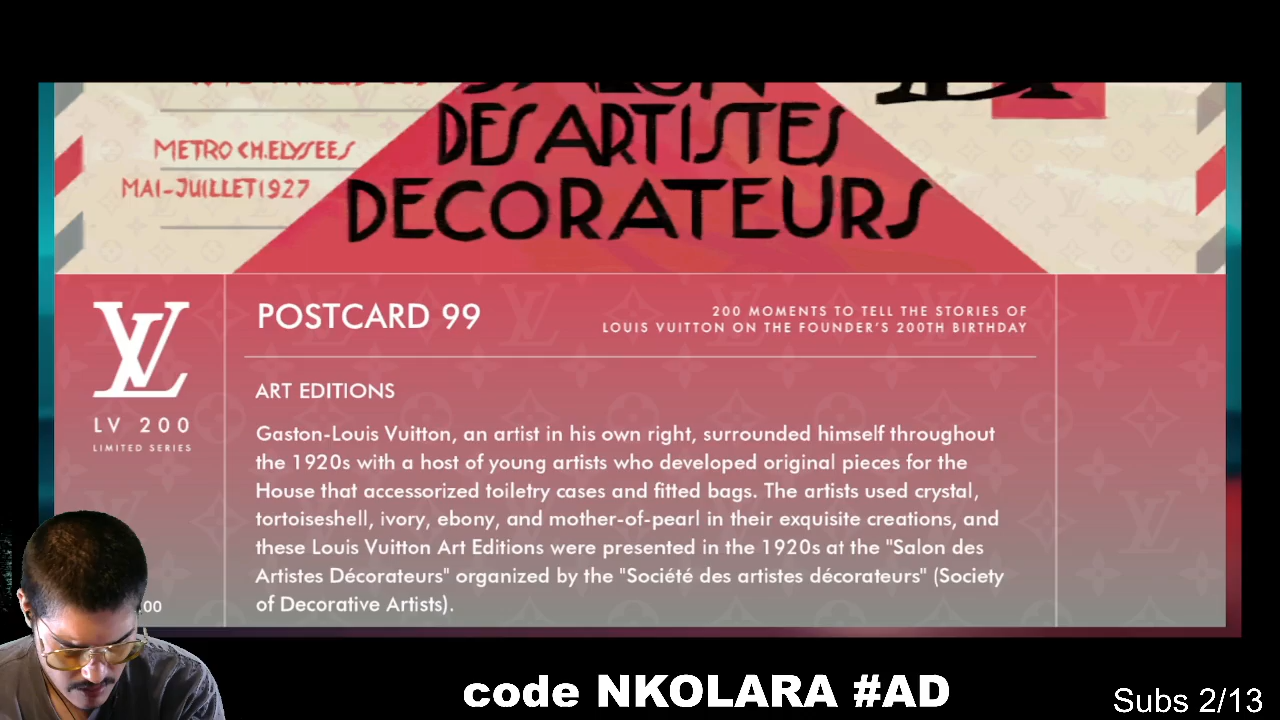 SALON
DES ARTISTES
DECORATEURS
METRO CH.ELYSEES
MAI-JUILLET 1927
LV
LV 200
LIMITED SERIES
POSTCARD 99
200 MOMENTS TO TELL THE STORIES OF
LOUIS VUITTON ON THE FOUNDER'S 200TH BIRTHDAY
ART EDITIONS
Gaston-Louis Vuitton, an artist in his own right, surrounded himself throughout
the 1920s with a host of young artists who developed original pieces for the
House that accessorized toiletry cases and fitted bags. The artists used crystal,
tortoiseshell, ivory, ebony, and mother-of-pearl in their exquisite creations, and
these Louis Vuitton Art Editions were presented in the 1920s at the "Salon des
Artistes Décorateurs" organized by the "Société des artistes décorateurs" (Society
of Decorative Artists).
code NKOLARA #AD
Subs 2/13